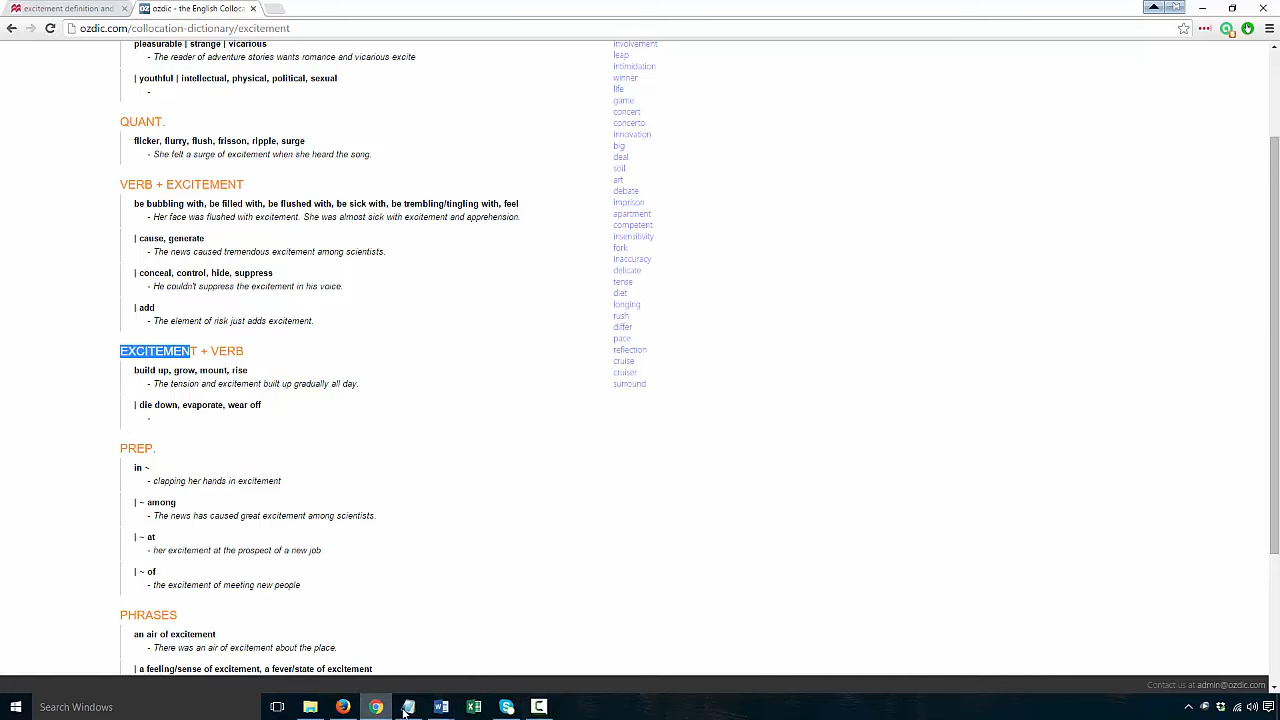 excitement definition and
ozdic - the English Colloca
ozdic.com/collocation-dictionary/excitement
pleasurable | strange | vicarious
- The reader of adventure stories wants romance and vicarious excite
| youthful | intellectual, physical, political, sexual
-
QUANT.
flicker, flurry, flush, frisson, ripple, surge
- She felt a surge of excitement when she heard the song.
VERB + EXCITEMENT
be bubbling with, be filled with, be flushed with, be sick with, be trembling/tingling with, feel
- Her face was flushed with excitement. She was almost sick with excitement and apprehension.
| cause, generate
- The news caused tremendous excitement among scientists.
| conceal, control, hide, suppress
- He couldn't suppress the excitement in his voice.
| add
- The element of risk just adds excitement.
EXCITEMENT + VERB
build up, grow, mount, rise
- The tension and excitement built up gradually all day.
| die down, evaporate, wear off
-
PREP.
in ~
- clapping her hands in excitement
| ~ among
- The news has caused great excitement among scientists.
| ~ at
- her excitement at the prospect of a new job
| ~ of
- the excitement of meeting new people
PHRASES
an air of excitement
- There was an air of excitement about the place.
| a feeling/sense of excitement, a fever/state of excitement
involvement
leap
intimidation
winner
life
game
concert
concerto
innovation
big
deal
soil
art
debate
imprison
apartment
competent
insensitivity
fork
inaccuracy
delicate
tense
diet
longing
rush
differ
pace
reflection
cruise
cruiser
surround
Contact us at admin@ozdic.com
Search Windows